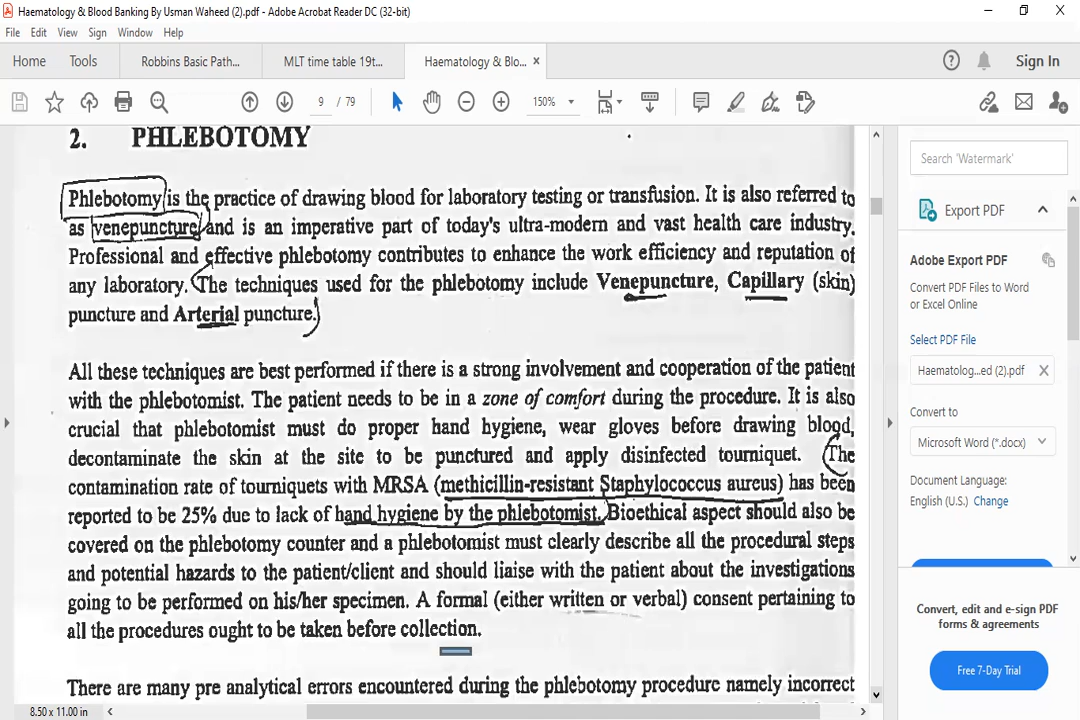 Haematology & Blood Banking By Usman Waheed (2).pdf - Adobe Acrobat Reader DC (32-bit)
File Edit View Sign Window Help
Home Tools Robbins Basic Path... MLT time table 19t... Haematology & Blo... × Sign In
9 / 79 150%
2. PHLEBOTOMY
Phlebotomy is the practice of drawing blood for laboratory testing or transfusion. It is also referred to
as venepuncture and is an imperative part of today's ultra-modern and vast health care industry.
Professional and effective phlebotomy contributes to enhance the work efficiency and reputation of
any laboratory. The techniques used for the phlebotomy include Venepuncture, Capillary (skin)
puncture and Arterial puncture.
All these techniques are best performed if there is a strong involvement and cooperation of the patient
with the phlebotomist. The patient needs to be in a zone of comfort during the procedure. It is also
crucial that phlebotomist must do proper hand hygiene, wear gloves before drawing blood,
decontaminate the skin at the site to be punctured and apply disinfected tourniquet. The
contamination rate of tourniquets with MRSA (methicillin-resistant Staphylococcus aureus) has been
reported to be 25% due to lack of hand hygiene by the phlebotomist. Bioethical aspect should also be
covered on the phlebotomy counter and a phlebotomist must clearly describe all the procedural steps
and potential hazards to the patient/client and should liaise with the patient about the investigations
going to be performed on his/her specimen. A formal (either written or verbal) consent pertaining to
all the procedures ought to be taken before collection.
There are many pre analytical errors encountered during the phlebotomy procedure namely incorrect
8.50 x 11.00 in
Search 'Watermark'
Export PDF
Adobe Export PDF
Convert PDF Files to Word
or Excel Online
Select PDF File
Haematolog...ed (2).pdf
Convert to
Microsoft Word (*.docx)
Document Language:
English (U.S.) Change
Convert, edit and e-sign PDF
forms & agreements
Free 7-Day Trial